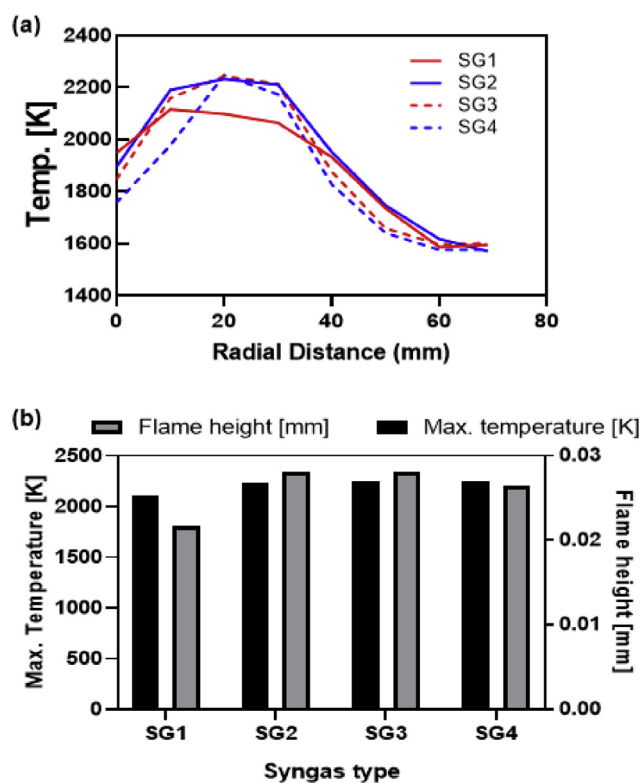 (a)
2400
2200
2000
1800
1600
1400
Temp. [K]
SG1
SG2
SG3
SG4
0 20 40 60 80
Radial Distance (mm)
(b)
Flame height [mm] Max. temperature [K]
2500
2000
1500
1000
500
0
Max. Temperature [K]
0.03
0.02
0.01
0.00
Flame height [mm]
SG1 SG2 SG3 SG4
Syngas type